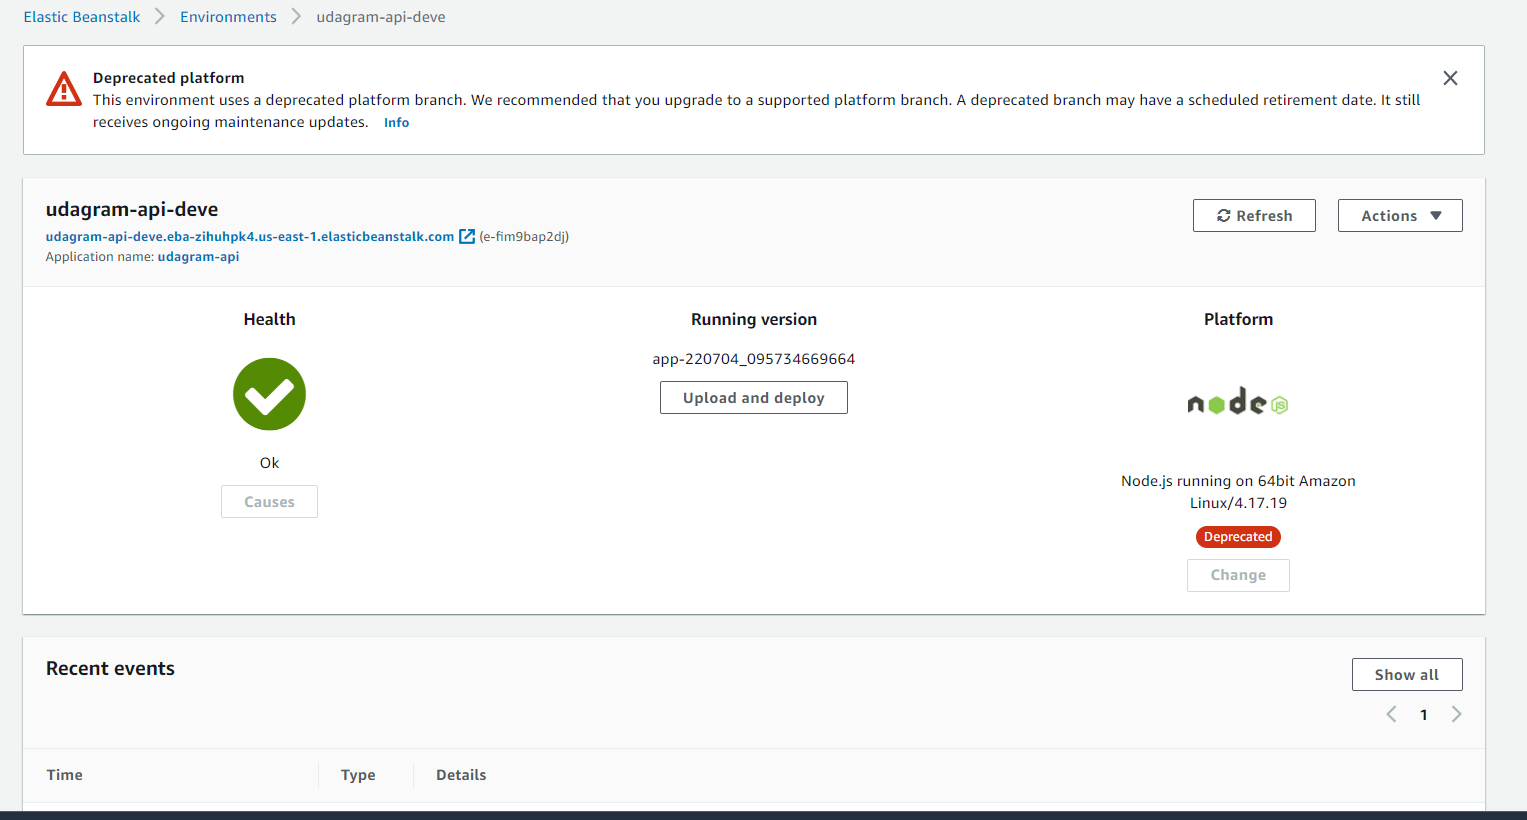 Elastic Beanstalk > Environments > udagram-api-deve
Deprecated platform
This environment uses a deprecated platform branch. We recommended that you upgrade to a supported platform branch. A deprecated branch may have a scheduled retirement date. It still
receives ongoing maintenance updates. Info
udagram-api-deve
Refresh
Actions
udagram-api-deve.eba-zihuhpk4.us-east-1.elasticbeanstalk.com (e-fim9bap2dj)
Application name: udagram-api
Health
Ok
Causes
Running version
app-220704_095734669664
Upload and deploy
Platform
node JS
Node.js running on 64bit Amazon
Linux/4.17.19
Deprecated
Change
Recent events
Show all
1
Time Type Details